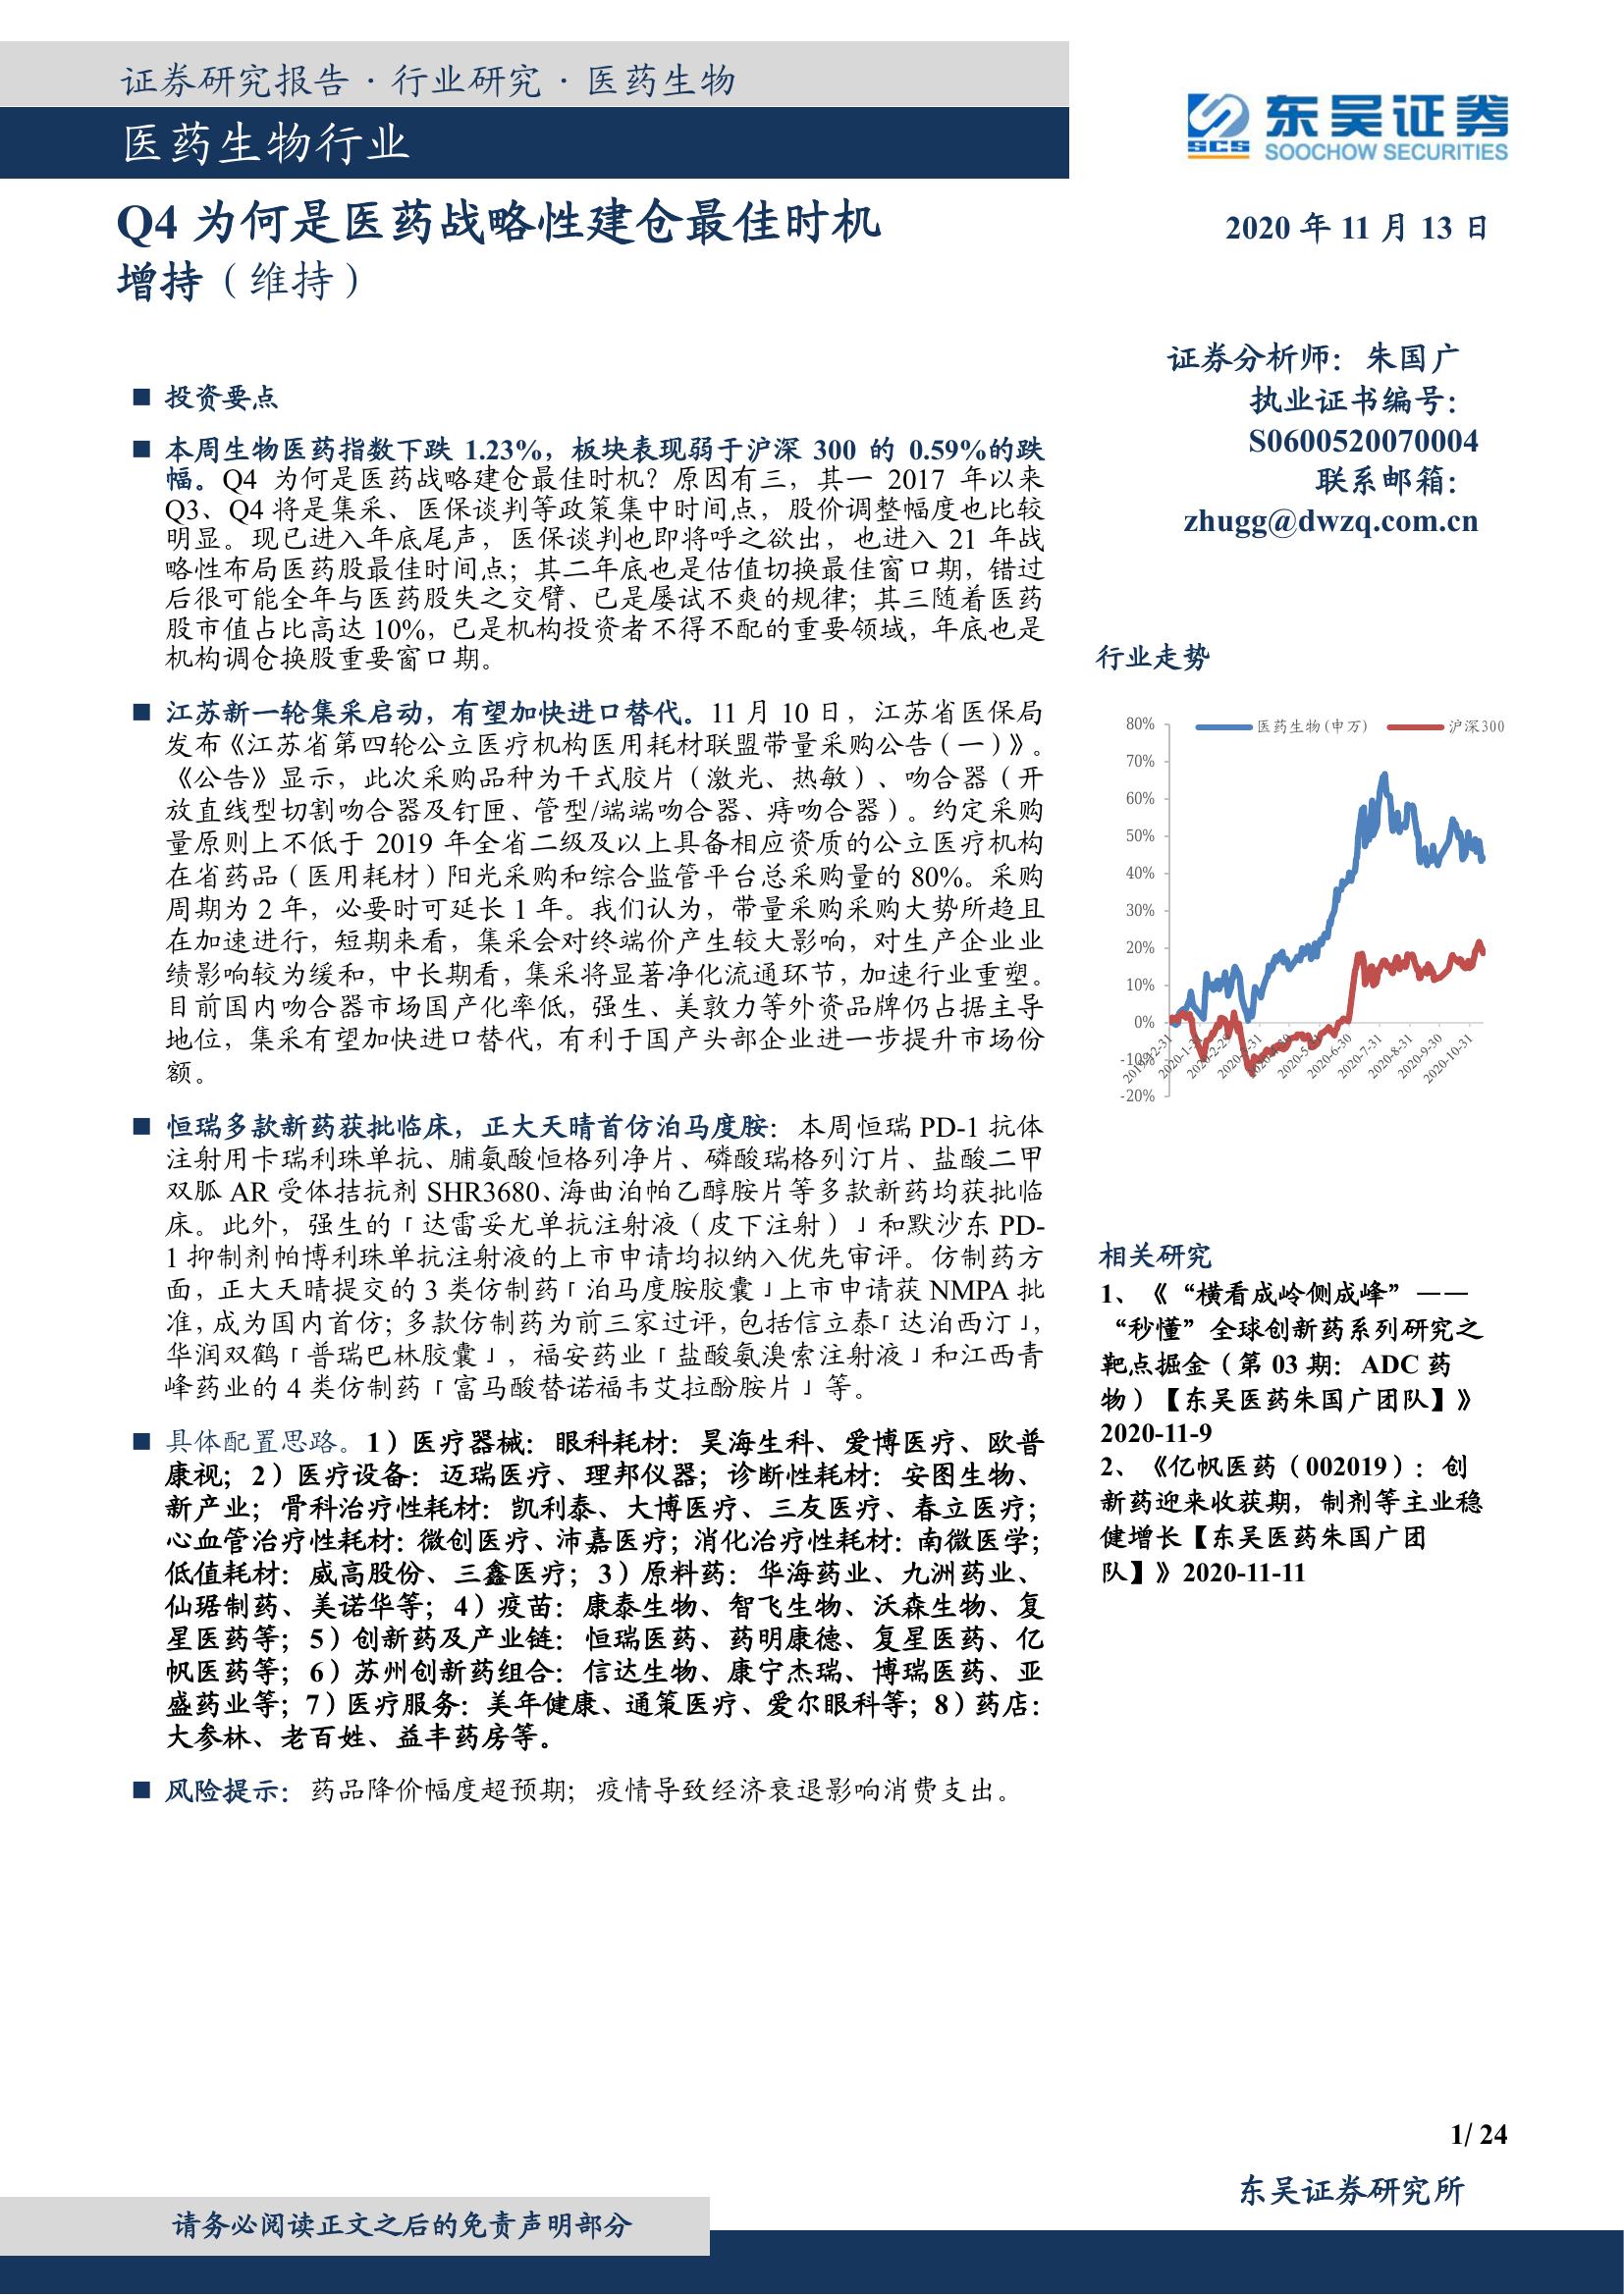 证券研究报告·行业研究·医药生物
医药生物行业
东吴证券
SCS
SOOCHOW SECURITIES
Q4 为何是医药战略性建仓最佳时机
增持（维持）
2020 年 11 月 13 日
证券分析师：朱国广
执业证书编号：
S0600520070004
联系邮箱：
zhugg@dwzq.com.cn
■ 投资要点
■ 本周生物医药指数下跌 1.23%，板块表现弱于沪深 300 的 0.59%的跌
幅。Q4 为何是医药战略建仓最佳时机？原因有三，其一 2017 年以来
Q3、Q4 将是集采、医保谈判等政策集中时间点，股价调整幅度也比较
明显。现已进入年底尾声，医保谈判也即将呼之欲出，也进入 21 年战
略性布局医药股最佳时间点；其二年底也是估值切换最佳窗口期，错过
后很可能全年与医药股失之交臂、已是屡试不爽的规律；其三随着医药
股市值占比高达 10%，已是机构投资者不得不配的重要领域，年底也是
机构调仓换股重要窗口期。
■ 江苏新一轮集采启动，有望加快进口替代。11 月 10 日，江苏省医保局
发布《江苏省第四轮公立医疗机构医用耗材联盟带量采购公告（一）》。
《公告》显示，此次采购品种为干式胶片（激光、热敏）、吻合器（开
放直线型切割吻合器及钉匣、管型/端端吻合器、痔吻合器）。约定采购
量原则上不低于 2019 年全省二级及以上具备相应资质的公立医疗机构
在省药品（医用耗材）阳光采购和综合监管平台总采购量的 80%。采购
周期为 2 年，必要时可延长 1 年。我们认为，带量采购采购大势所趋且
在加速进行，短期来看，集采会对终端价产生较大影响，对生产企业业
绩影响较为缓和，中长期看，集采将显著净化流通环节，加速行业重塑。
目前国内吻合器市场国产化率低，强生、美敦力等外资品牌仍占据主导
地位，集采有望加快进口替代，有利于国产头部企业进一步提升市场份
额。
■ 恒瑞多款新药获批临床，正大天晴首仿泊马度胺：本周恒瑞 PD-1 抗体
注射用卡瑞利珠单抗、脯氨酸恒格列净片、磷酸瑞格列汀片、盐酸二甲
双胍 AR 受体拮抗剂 SHR3680、海曲泊帕乙醇胺片等多款新药均获批临
床。此外，强生的「达雷妥尤单抗注射液（皮下注射）」和默沙东 PD-
1 抑制剂帕博利珠单抗注射液的上市申请均拟纳入优先审评。仿制药方
面，正大天晴提交的 3 类仿制药「泊马度胺胶囊」上市申请获 NMPA 批
准，成为国内首仿；多款仿制药为前三家过评，包括信立泰「达泊西汀」，
华润双鹤「普瑞巴林胶囊」，福安药业「盐酸氨溴索注射液」和江西青
峰药业的 4 类仿制药「富马酸替诺福韦艾拉酚胺片」等。
■ 具体配置思路。1）医疗器械：眼科耗材：昊海生科、爱博医疗、欧普
康视；2）医疗设备：迈瑞医疗、理邦仪器；诊断性耗材：安图生物、
新产业；骨科治疗性耗材：凯利泰、大博医疗、三友医疗、春立医疗；
心血管治疗性耗材：微创医疗、沛嘉医疗；消化治疗性耗材：南微医学；
低值耗材：威高股份、三鑫医疗；3）原料药：华海药业、九洲药业、
仙琚制药、美诺华等；4）疫苗：康泰生物、智飞生物、沃森生物、复
星医药等；5）创新药及产业链：恒瑞医药、药明康德、复星医药、亿
帆医药等；6）苏州创新药组合：信达生物、康宁杰瑞、博瑞医药、亚
盛药业等；7）医疗服务：美年健康、通策医疗、爱尔眼科等；8）药店：
大参林、老百姓、益丰药房等。
■ 风险提示：药品降价幅度超预期；疫情导致经济衰退影响消费支出。
行业走势
医药生物(申万) 沪深300
80%
70%
60%
50%
40%
30%
20%
10%
0%
-10%
-20%
2020-5-31
2020-6-30
2020-7-31
2020-8-31
2020-9-30
2020-10-31
相关研究
1、《“横看成岭侧成峰”——
“秒懂”全球创新药系列研究之
靶点掘金（第 03 期：ADC 药
物）【东吴医药朱国广团队】》
2020-11-9
2、《亿帆医药（002019）：创
新药迎来收获期，制剂等主业稳
健增长【东吴医药朱国广团
队】》2020-11-11
1/ 24
东吴证券研究所
请务必阅读正文之后的免责声明部分